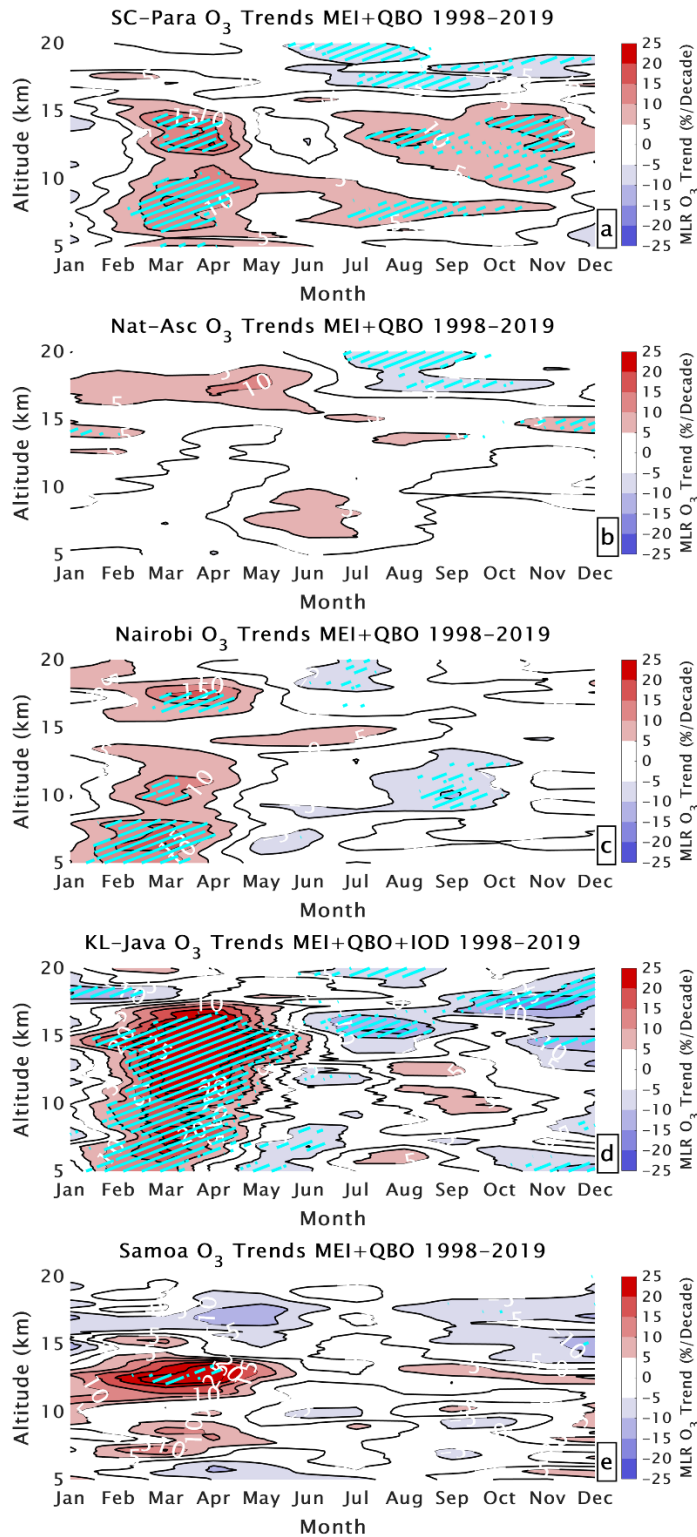 SC-Para O3 Trends MEI+QBO 1998-2019
Altitude (km)
20
15
10
5
Jan Feb Mar Apr May Jun Jul Aug Sep Oct Nov Dec
Month
a
25
20
15
10
5
0
-5
-10
-15
-20
-25
MLR O3 Trend (%/Decade)
Nat-Asc O3 Trends MEI+QBO 1998-2019
Altitude (km)
20
15
10
5
Jan Feb Mar Apr May Jun Jul Aug Sep Oct Nov Dec
Month
b
25
20
15
10
5
0
-5
-10
-15
-20
-25
MLR O3 Trend (%/Decade)
Nairobi O3 Trends MEI+QBO 1998-2019
Altitude (km)
20
15
10
5
Jan Feb Mar Apr May Jun Jul Aug Sep Oct Nov Dec
Month
c
25
20
15
10
5
0
-5
-10
-15
-20
-25
MLR O3 Trend (%/Decade)
KL-Java O3 Trends MEI+QBO+IOD 1998-2019
Altitude (km)
20
15
10
5
Jan Feb Mar Apr May Jun Jul Aug Sep Oct Nov Dec
Month
d
25
20
15
10
5
0
-5
-10
-15
-20
-25
MLR O3 Trend (%/Decade)
Samoa O3 Trends MEI+QBO 1998-2019
Altitude (km)
20
15
10
5
Jan Feb Mar Apr May Jun Jul Aug Sep Oct Nov Dec
Month
e
25
20
15
10
5
0
-5
-10
-15
-20
-25
MLR O3 Trend (%/Decade)